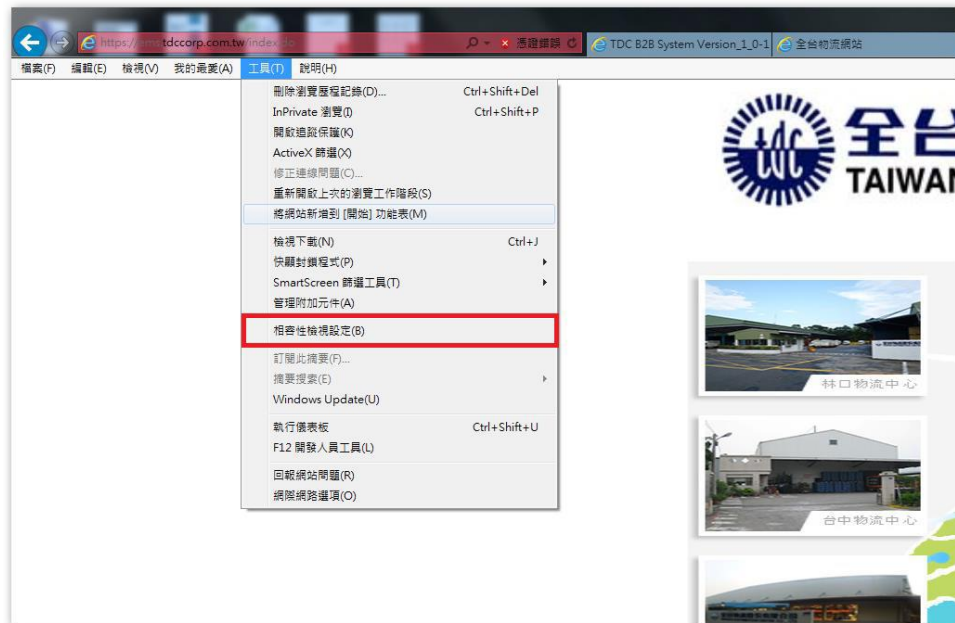 https://ems.tdccorp.com.tw/index.do
憑證錯誤
TDC B2B System Version_1_0-1
全台物流網站
檔案(F) 編輯(E) 檢視(V) 我的最愛(A) 工具(T) 說明(H)
刪除瀏覽歷程記錄(D)... Ctrl+Shift+Del
InPrivate 瀏覽(I) Ctrl+Shift+P
開啟追蹤保護(K)
ActiveX 篩選(X)
修正連線問題(C)...
重新開啟上次的瀏覽工作階段(S)
將網站新增到 [開始] 功能表(M)
檢視下載(N) Ctrl+J
快顯封鎖程式(P)
SmartScreen 篩選工具(T)
管理附加元件(A)
相容性檢視設定(B)
訂閱此摘要(F)...
摘要搜索(E)
Windows Update(U)
執行儀表板 Ctrl+Shift+U
F12 開發人員工具(L)
回報網站問題(R)
網際網路選項(O)
tdc
全台
TAIWAN
林口物流中心
台中物流中心